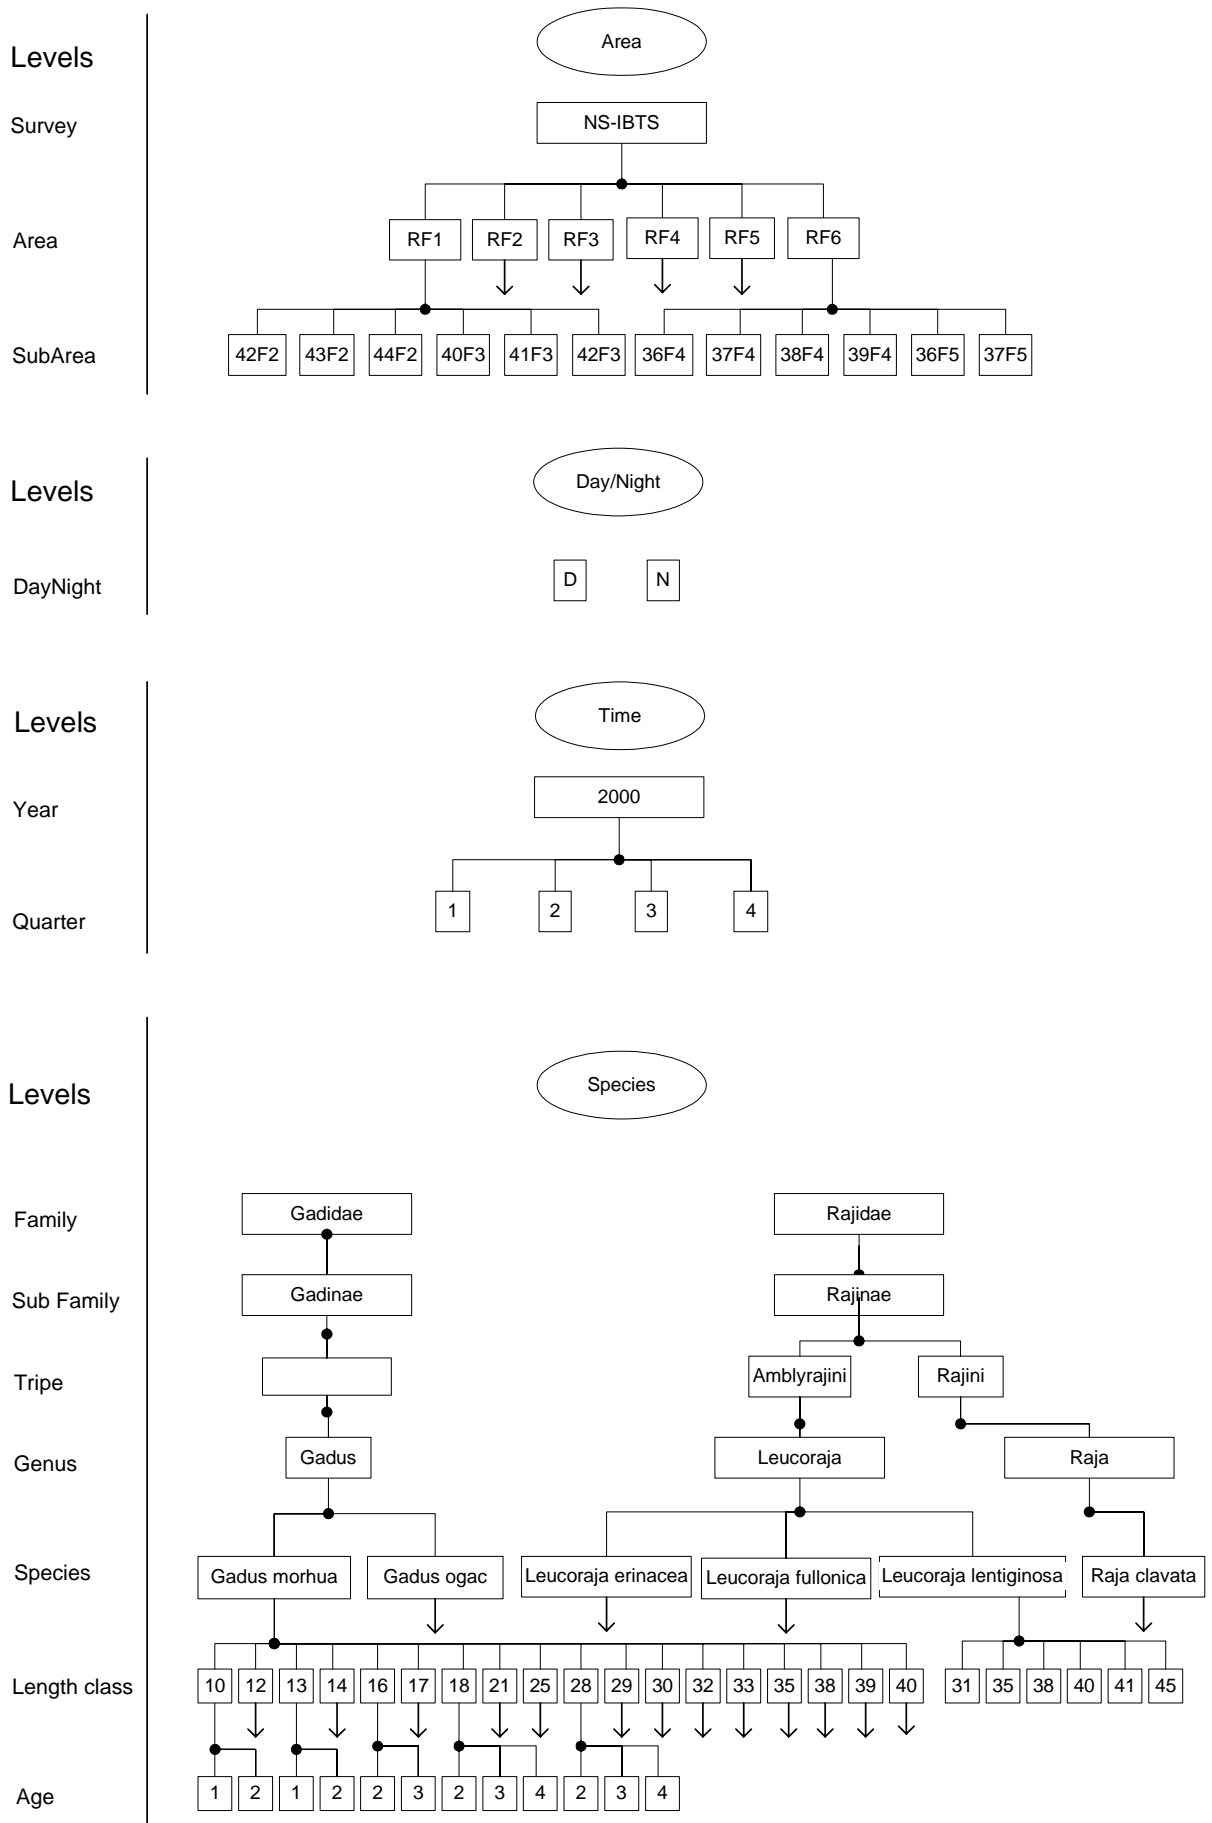 Levels
Area
Survey
NS-IBTS
Area
RF1 RF2 RF3 RF4 RF5 RF6
SubArea
42F2 43F2 44F2 40F3 41F3 42F3 36F4 37F4 38F4 39F4 36F5 37F5
Levels
Day/Night
DayNight
D N
Levels
Time
Year
2000
Quarter
1 2 3 4
Levels
Species
Family
Gadidae Rajidae
Sub Family
Gadinae Rajinae
Tripe
Amblyrajini Rajini
Genus
Gadus Leucoraja Raja
Species
Gadus morhua Gadus ogac Leucoraja erinacea Leucoraja fullonica Leucoraja lentiginosa Raja clavata
Length class
10 12 13 14 16 17 18 21 25 28 29 30 32 33 35 38 39 40 31 35 38 40 41 45
Age
1 2 1 2 2 3 2 3 4 2 3 4